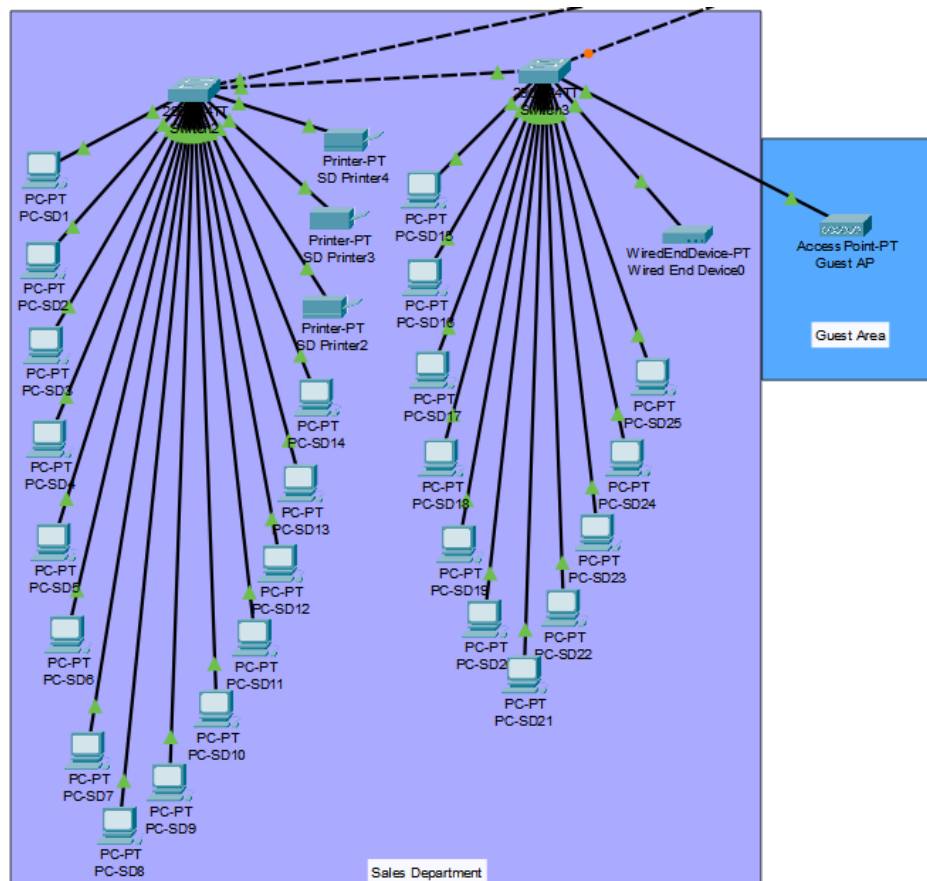 Switch2
Switch3
Printer-PT
SD Printer4
PC-PT
PC-SD1
Printer-PT
SD Printer3
PC-PT
PC-SD15
WiredEndDevice-PT
Wired End Device0
Access Point-PT
Guest AP
PC-PT
PC-SD2
Printer-PT
SD Printer2
PC-PT
PC-SD16
Guest Area
PC-PT
PC-SD3
PC-PT
PC-SD14
PC-PT
PC-SD17
PC-PT
PC-SD25
PC-PT
PC-SD4
PC-PT
PC-SD13
PC-PT
PC-SD18
PC-PT
PC-SD24
PC-PT
PC-SD5
PC-PT
PC-SD12
PC-PT
PC-SD19
PC-PT
PC-SD23
PC-PT
PC-SD6
PC-PT
PC-SD11
PC-PT
PC-PT
PC-SD22
PC-PT
PC-SD21
PC-PT
PC-SD10
PC-PT
PC-SD7
PC-PT
PC-SD9
PC-PT
PC-SD8
Sales Department